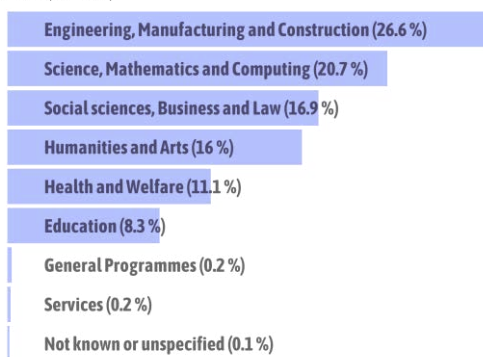 Engineering, Manufacturing and Construction (26.6 %)
Science, Mathematics and Computing (20.7 %)
Social sciences, Business and Law (16.9 %)
Humanities and Arts (16 %)
Health and Welfare (11.1 %)
Education (8.3 %)
General Programmes (0.2 %)
Services (0.2 %)
Not known or unspecified (0.1 %)